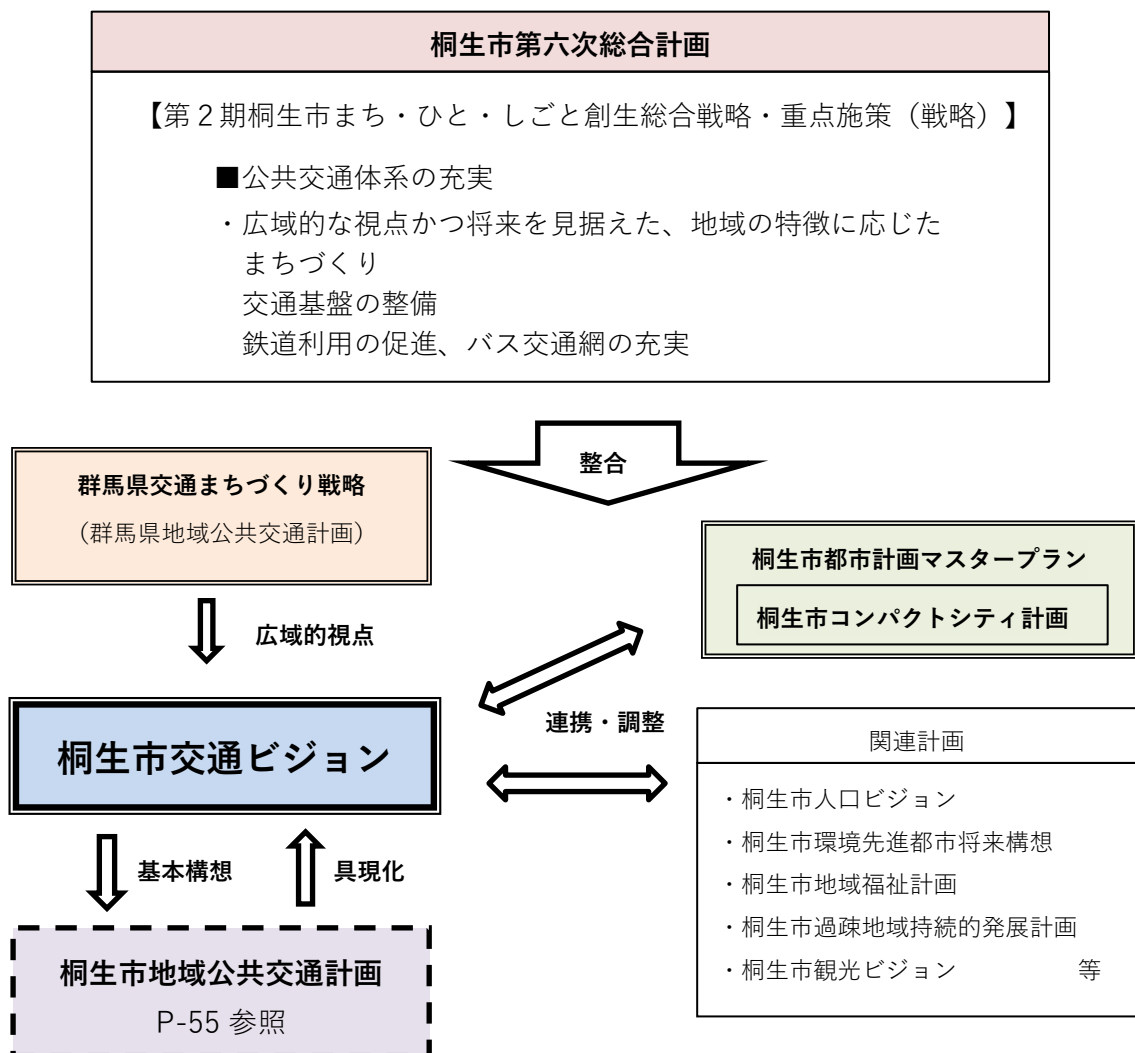 桐生市第六次総合計画
【第２期桐生市まち・ひと・しごと創生総合戦略・重点施策（戦略）】
■公共交通体系の充実
・広域的な視点かつ将来を見据えた、地域の特徴に応じた
まちづくり
交通基盤の整備
鉄道利用の促進、バス交通網の充実
整合
群馬県交通まちづくり戦略
（群馬県地域公共交通計画）
桐生市都市計画マスタープラン
桐生市コンパクトシティ計画
広域的視点
桐生市交通ビジョン
連携・調整
関連計画
・桐生市人口ビジョン
・桐生市環境先進都市将来構想
・桐生市地域福祉計画
・桐生市過疎地域持続的発展計画
・桐生市観光ビジョン 等
基本構想
具現化
桐生市地域公共交通計画
P-55 参照